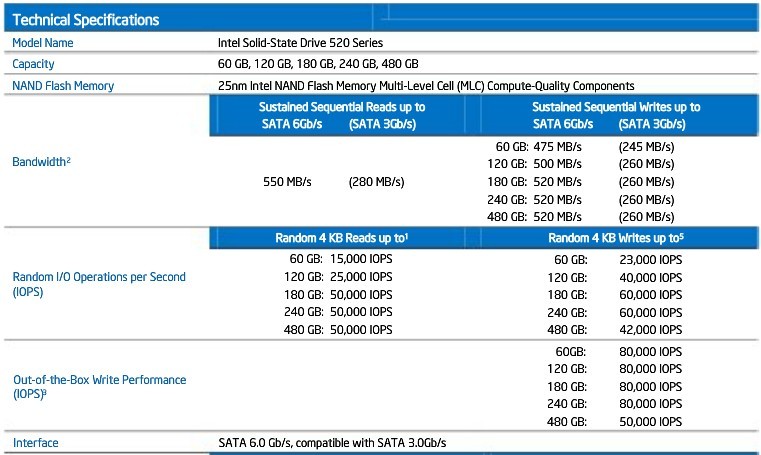 Technical Specifications
Model Name Intel Solid-State Drive 520 Series
Capacity 60 GB, 120 GB, 180 GB, 240 GB, 480 GB
NAND Flash Memory 25nm Intel NAND Flash Memory Multi-Level Cell (MLC) Compute-Quality Components
Sustained Sequential Reads up to Sustained Sequential Writes up to
SATA 6Gb/s (SATA 3Gb/s) SATA 6Gb/s (SATA 3Gb/s)
60 GB: 475 MB/s (245 MB/s)
Bandwidth² 120 GB: 500 MB/s (260 MB/s)
550 MB/s (280 MB/s) 180 GB: 520 MB/s (260 MB/s)
240 GB: 520 MB/s (260 MB/s)
480 GB: 520 MB/s (260 MB/s)
Random 4 KB Reads up to¹ Random 4 KB Writes up to⁵
60 GB: 15,000 IOPS 60 GB: 23,000 IOPS
Random I/O Operations per Second 120 GB: 25,000 IOPS 120 GB: 40,000 IOPS
(IOPS) 180 GB: 50,000 IOPS 180 GB: 60,000 IOPS
240 GB: 50,000 IOPS 240 GB: 60,000 IOPS
480 GB: 50,000 IOPS 480 GB: 42,000 IOPS
60GB: 80,000 IOPS
120 GB: 80,000 IOPS
Out-of-the-Box Write Performance 180 GB: 80,000 IOPS
(IOPS)³ 240 GB: 80,000 IOPS
480 GB: 50,000 IOPS
Interface SATA 6.0 Gb/s, compatible with SATA 3.0Gb/s